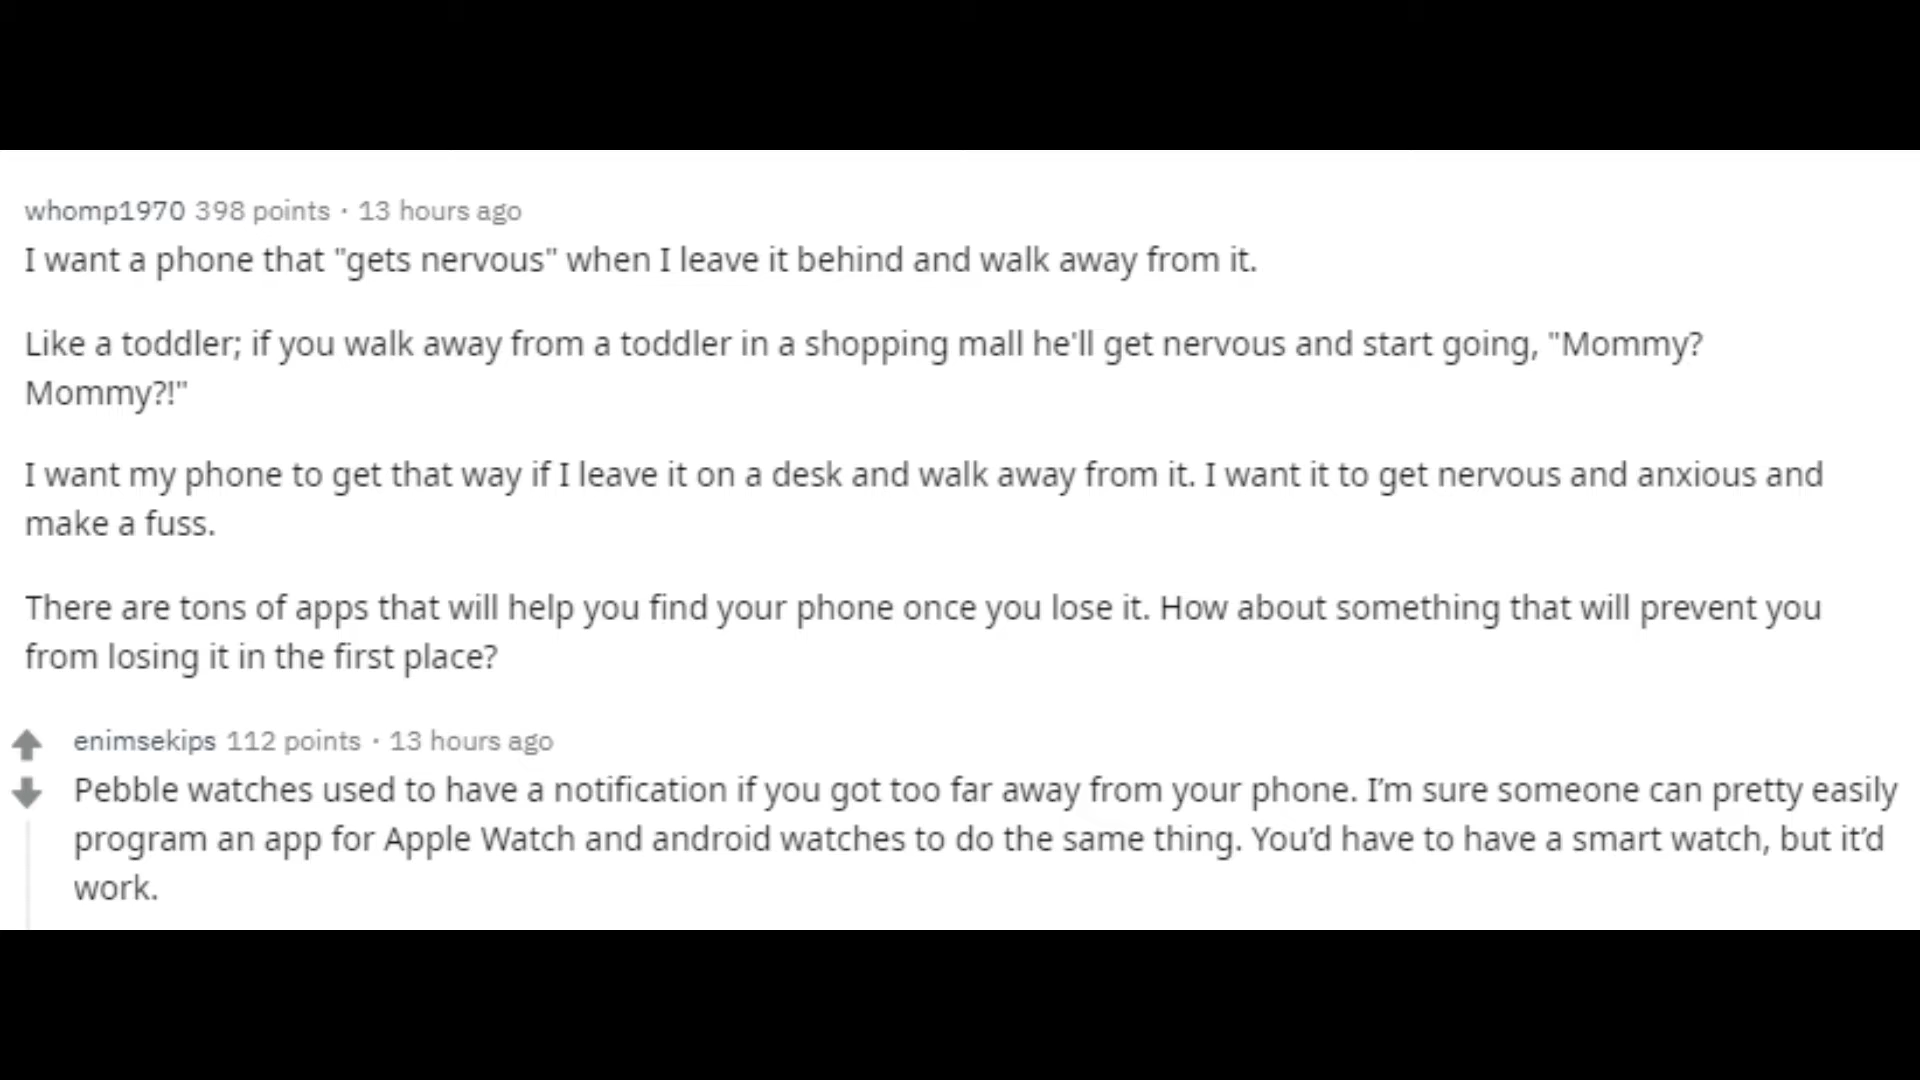 whomp1970 398 points · 13 hours ago
I want a phone that "gets nervous" when I leave it behind and walk away from it.
Like a toddler; if you walk away from a toddler in a shopping mall he'll get nervous and start going, "Mommy?
Mommy?!"
I want my phone to get that way if I leave it on a desk and walk away from it. I want it to get nervous and anxious and
make a fuss.
There are tons of apps that will help you find your phone once you lose it. How about something that will prevent you
from losing it in the first place?
enimsekips 112 points · 13 hours ago
Pebble watches used to have a notification if you got too far away from your phone. I’m sure someone can pretty easily
program an app for Apple Watch and android watches to do the same thing. You’d have to have a smart watch, but it’d
work.